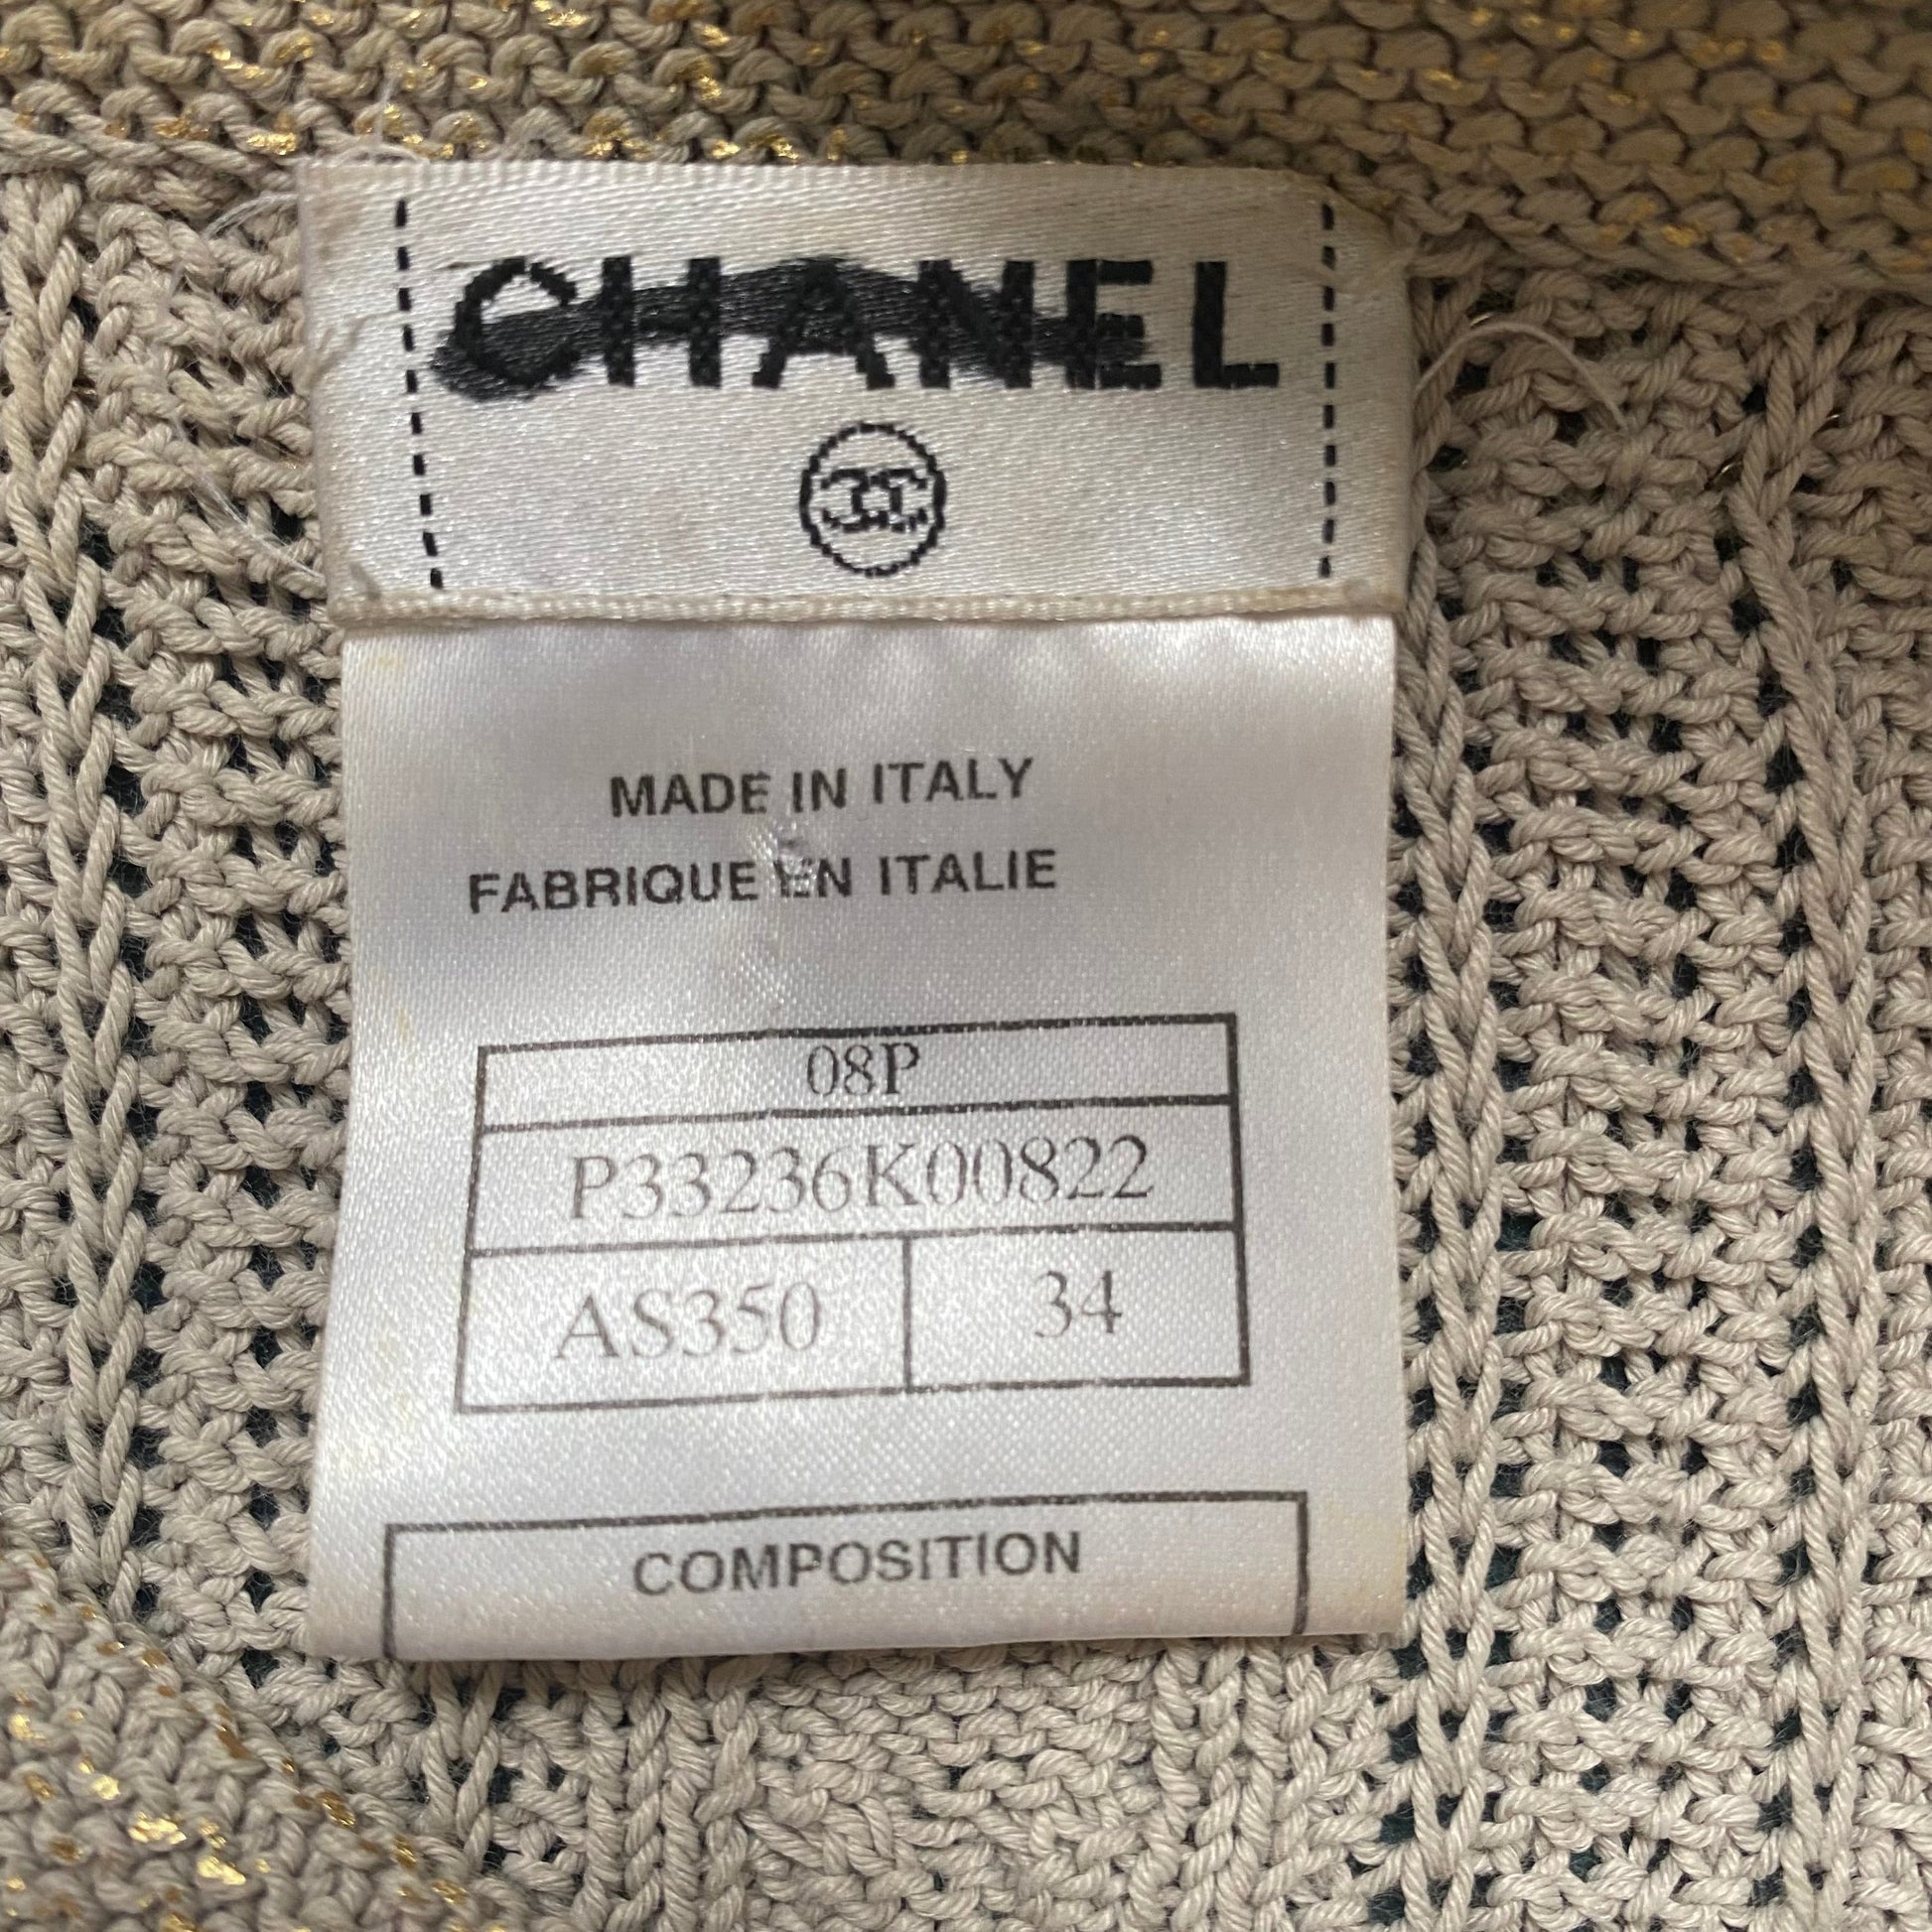 CHANEL
MADE IN ITALY
FABRIQUE EN ITALIE
08P
P33236K00822
AS350 34
COMPOSITION